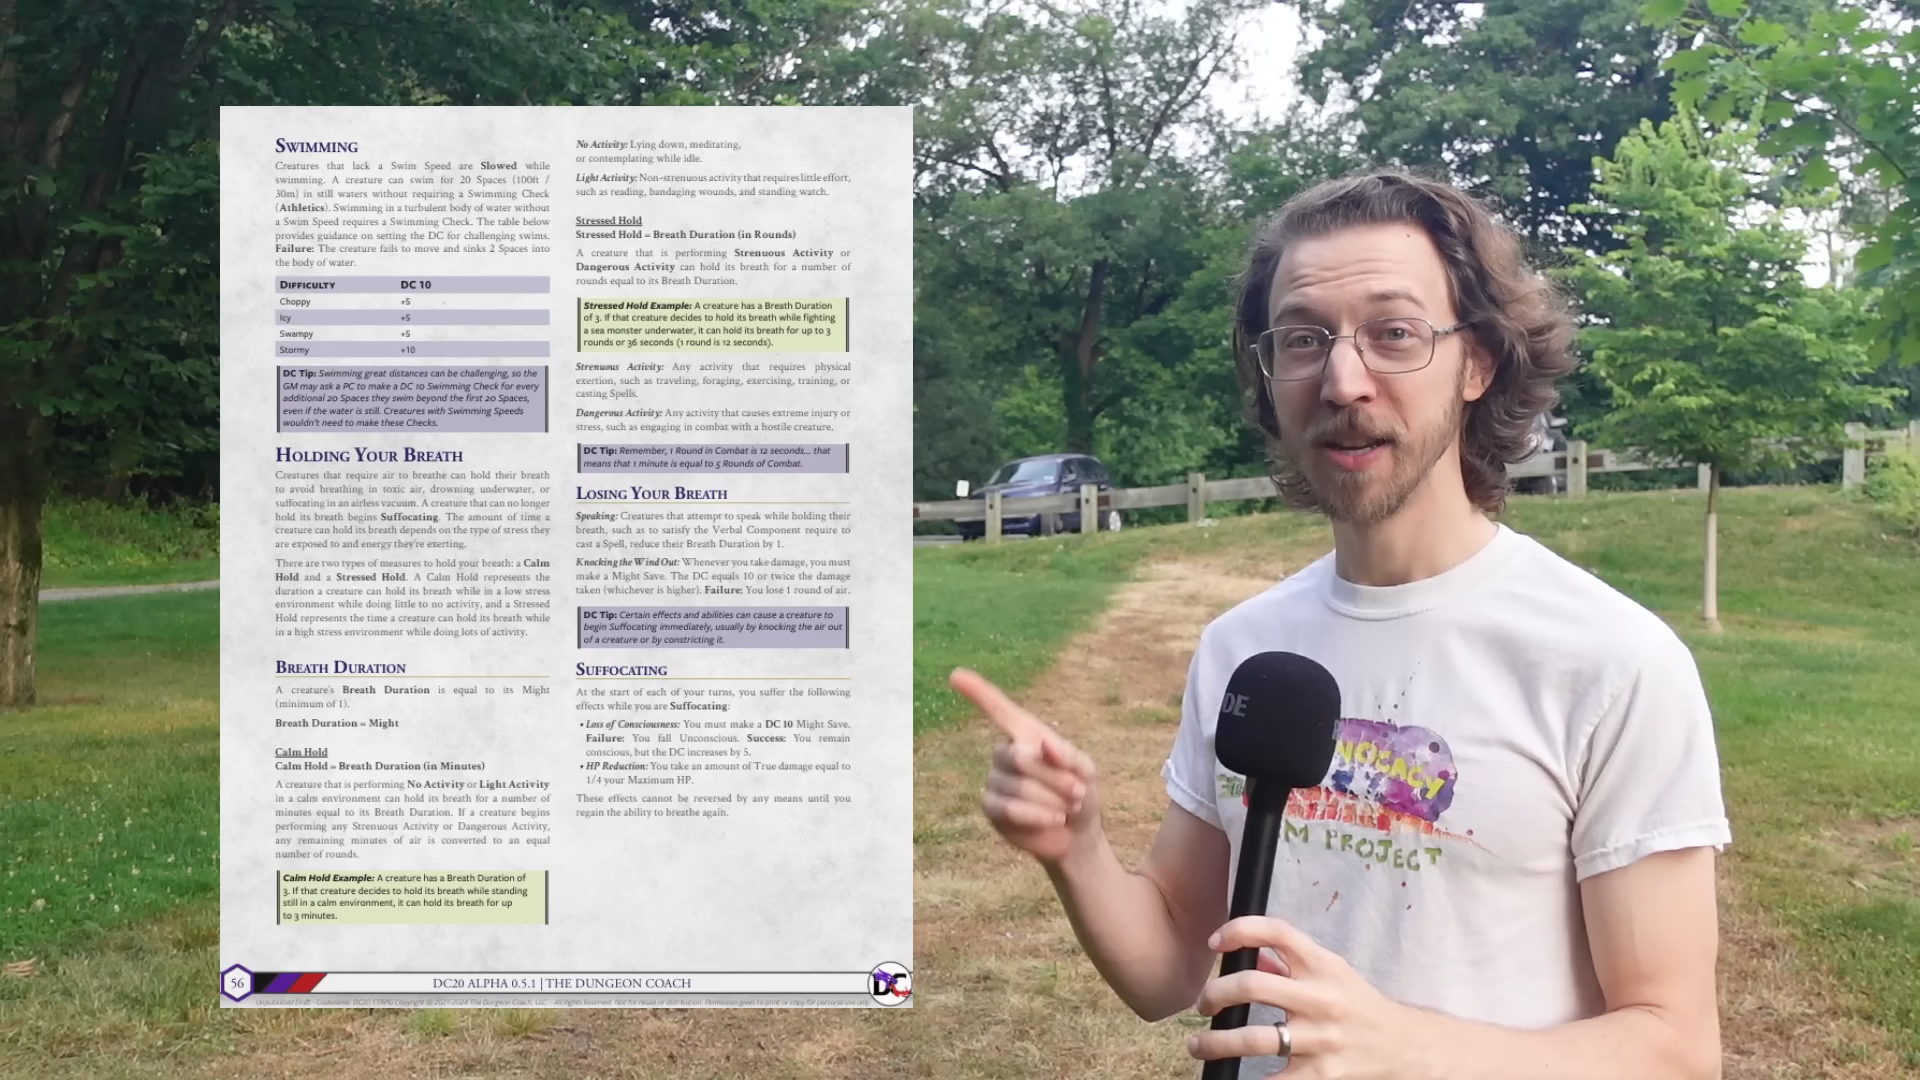 SWIMMING
Creatures that lack a Swim Speed are Slowed while
swimming. A creature can swim for 20 Spaces (100ft /
30m) in still waters without requiring a Swimming Check
(Athletics). Swimming in a turbulent body of water without
a Swim Speed requires a Swimming Check. The table below
provides guidance on setting the DC for challenging swims.
Failure: The creature fails to move and sinks 2 Spaces into
the body of water.
DIFFICULTY DC 10
Choppy +5
Icy +5
Swampy +5
Stormy +10
DC Tip: Swimming great distances can be challenging, so the
GM may ask a PC to make a DC 10 Swimming Check for every
additional 20 Spaces they swim beyond the first 20 Spaces,
even if the water is still. Creatures with Swimming Speeds
wouldn't need to make these Checks.
HOLDING YOUR BREATH
Creatures that require air to breathe can hold their breath
to avoid breathing in toxic air, drowning underwater, or
suffocating in an airless vacuum. A creature that can no longer
hold its breath begins Suffocating. The amount of time a
creature can hold its breath depends on the type of stress they
are exposed to and energy they're exerting.
There are two types of measures to hold your breath: a Calm
Hold and a Stressed Hold. A Calm Hold represents the
duration a creature can hold its breath while in a low stress
environment while doing little to no activity, and a Stressed
Hold represents the time a creature can hold its breath while
in a high stress environment while doing lots of activity.
BREATH DURATION
A creature's Breath Duration is equal to its Might
(minimum of 1).
Breath Duration = Might
Calm Hold
Calm Hold = Breath Duration (in Minutes)
A creature that is performing No Activity or Light Activity
in a calm environment can hold its breath for a number of
minutes equal to its Breath Duration. If a creature begins
performing any Strenuous Activity or Dangerous Activity,
any remaining minutes of air is converted to an equal
number of rounds.
Calm Hold Example: A creature has a Breath Duration of
3. If that creature decides to hold its breath while standing
still in a calm environment, it can hold its breath for up
to 3 minutes.
No Activity: Lying down, meditating,
or contemplating while idle.
Light Activity: Non-strenuous activity that requires little effort,
such as reading, bandaging wounds, and standing watch.
Stressed Hold
Stressed Hold = Breath Duration (in Rounds)
A creature that is performing Strenuous Activity or
Dangerous Activity can hold its breath for a number of
rounds equal to its Breath Duration.
Stressed Hold Example: A creature has a Breath Duration
of 3. If that creature decides to hold its breath while fighting
a sea monster underwater, it can hold its breath for up to 3
rounds or 36 seconds (1 round is 12 seconds).
Strenuous Activity: Any activity that requires physical
exertion, such as traveling, foraging, exercising, training, or
casting Spells.
Dangerous Activity: Any activity that causes extreme injury or
stress, such as engaging in combat with a hostile creature.
DC Tip: Remember, 1 Round in Combat is 12 seconds... that
means that 1 minute is equal to 5 Rounds of Combat.
LOSING YOUR BREATH
Speaking: Creatures that attempt to speak while holding their
breath, such as to satisfy the Verbal Component require to
cast a Spell, reduce their Breath Duration by 1.
Knocking the Wind Out: Whenever you take damage, you must
make a Might Save. The DC equals 10 or twice the damage
taken (whichever is higher). Failure: You lose 1 round of air.
DC Tip: Certain effects and abilities can cause a creature to
begin Suffocating immediately, usually by knocking the air out
of a creature or by constricting it.
SUFFOCATING
At the start of each of your turns, you suffer the following
effects while you are Suffocating:
• Loss of Consciousness: You must make a DC 10 Might Save.
Failure: You fall Unconscious. Success: You remain
conscious, but the DC increases by 5.
• HP Reduction: You take an amount of True damage equal to
1/4 your Maximum HP.
These effects cannot be reversed by any means until you
regain the ability to breathe again.
56
DC20 ALPHA 0.5.1 | THE DUNGEON COACH
DC
Unpublished Draft - Codename: DC20 TTRPG Copyright @ 2021-2024 The Dungeon Coach, LLC. - All Rights Reserved. Not for resale or distribution. Permission given to print or copy for personal use only
DE
NOCACY
M PROJECT